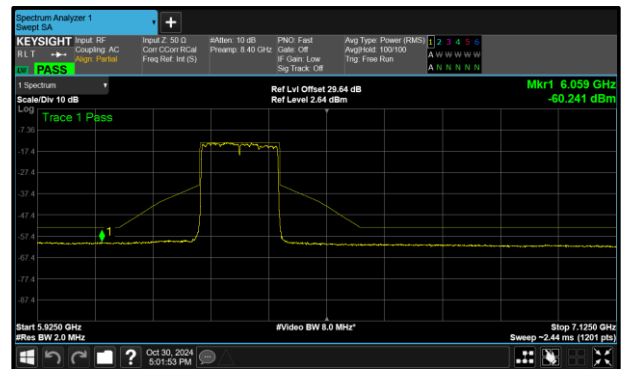 Spectrum Analyzer 1
Swept SA
KEYSIGHT
RLT
LW PASS
Input: RF
Coupling: AC
Align: Partial
Input Z: 50 Ω
Corr CCorr RCal
Freq Ref: Int (S)
#Atten: 10 dB
Preamp: 8.40 GHz
PNO: Fast
Gate: Off
IF Gain: Low
Sig Track: Off
Avg Type: Power (RMS)
Avg|Hold: 100/100
Trig: Free Run
1 2 3 4 5 6
A W W W W W
A N N N N N
1 Spectrum
Scale/Div 10 dB
Ref Lvl Offset 29.64 dB
Ref Level 2.64 dBm
Mkr1 6.059 GHz
-60.241 dBm
Log
Trace 1 Pass
-7.36
-17.4
-27.4
-37.4
-47.4
-57.4
-67.4
-77.4
-87.4
1
Start 5.9250 GHz
#Res BW 2.0 MHz
#Video BW 8.0 MHz*
Stop 7.1250 GHz
Sweep ~2.44 ms (1201 pts)
?
Oct 30, 2024
5:01:53 PM